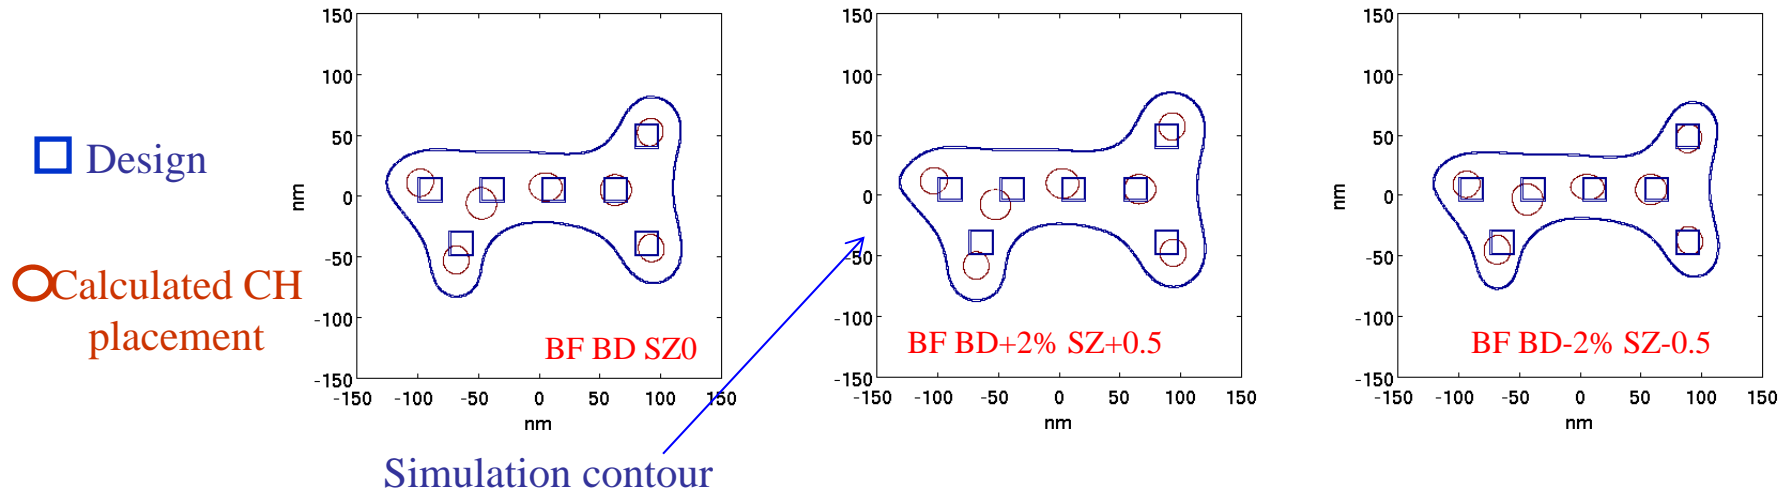 Design
Calculated CH
placement
150
100
50
0
-50
-100
-150
nm
-150 -100 -50 0 50 100 150
nm
BF BD SZ0
150
100
50
0
-50
-100
-150
nm
-150 -100 -50 0 50 100 150
nm
BF BD+2% SZ+0.5
150
100
50
0
-50
-100
-150
nm
-150 -100 -50 0 50 100 150
nm
BF BD-2% SZ-0.5
Simulation contour